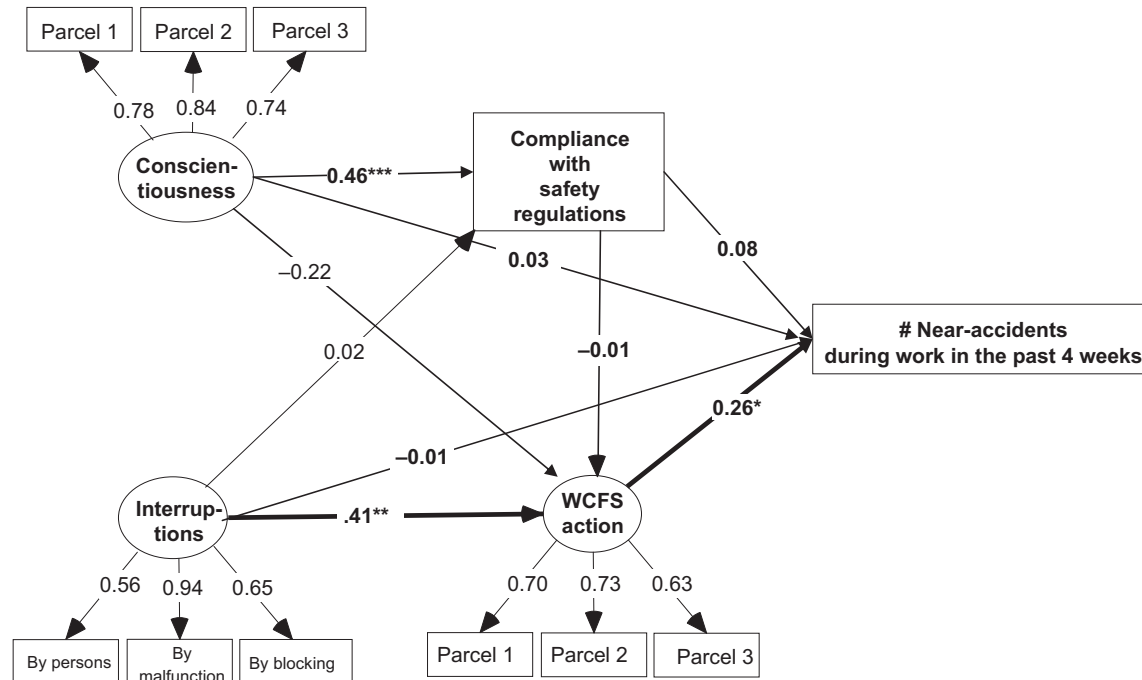 Parcel 1
Parcel 2
Parcel 3
0.78
0.84
0.74
Conscien-
tiousness
0.46***
Compliance
with
safety
regulations
0.03
0.08
–0.22
0.02
–0.01
# Near-accidents
during work in the past 4 weeks
0.26*
–0.01
Interrup-
tions
.41**
WCFS
action
0.56
0.94
0.65
0.70
0.73
0.63
By persons
By
malfunction
By blocking
Parcel 1
Parcel 2
Parcel 3